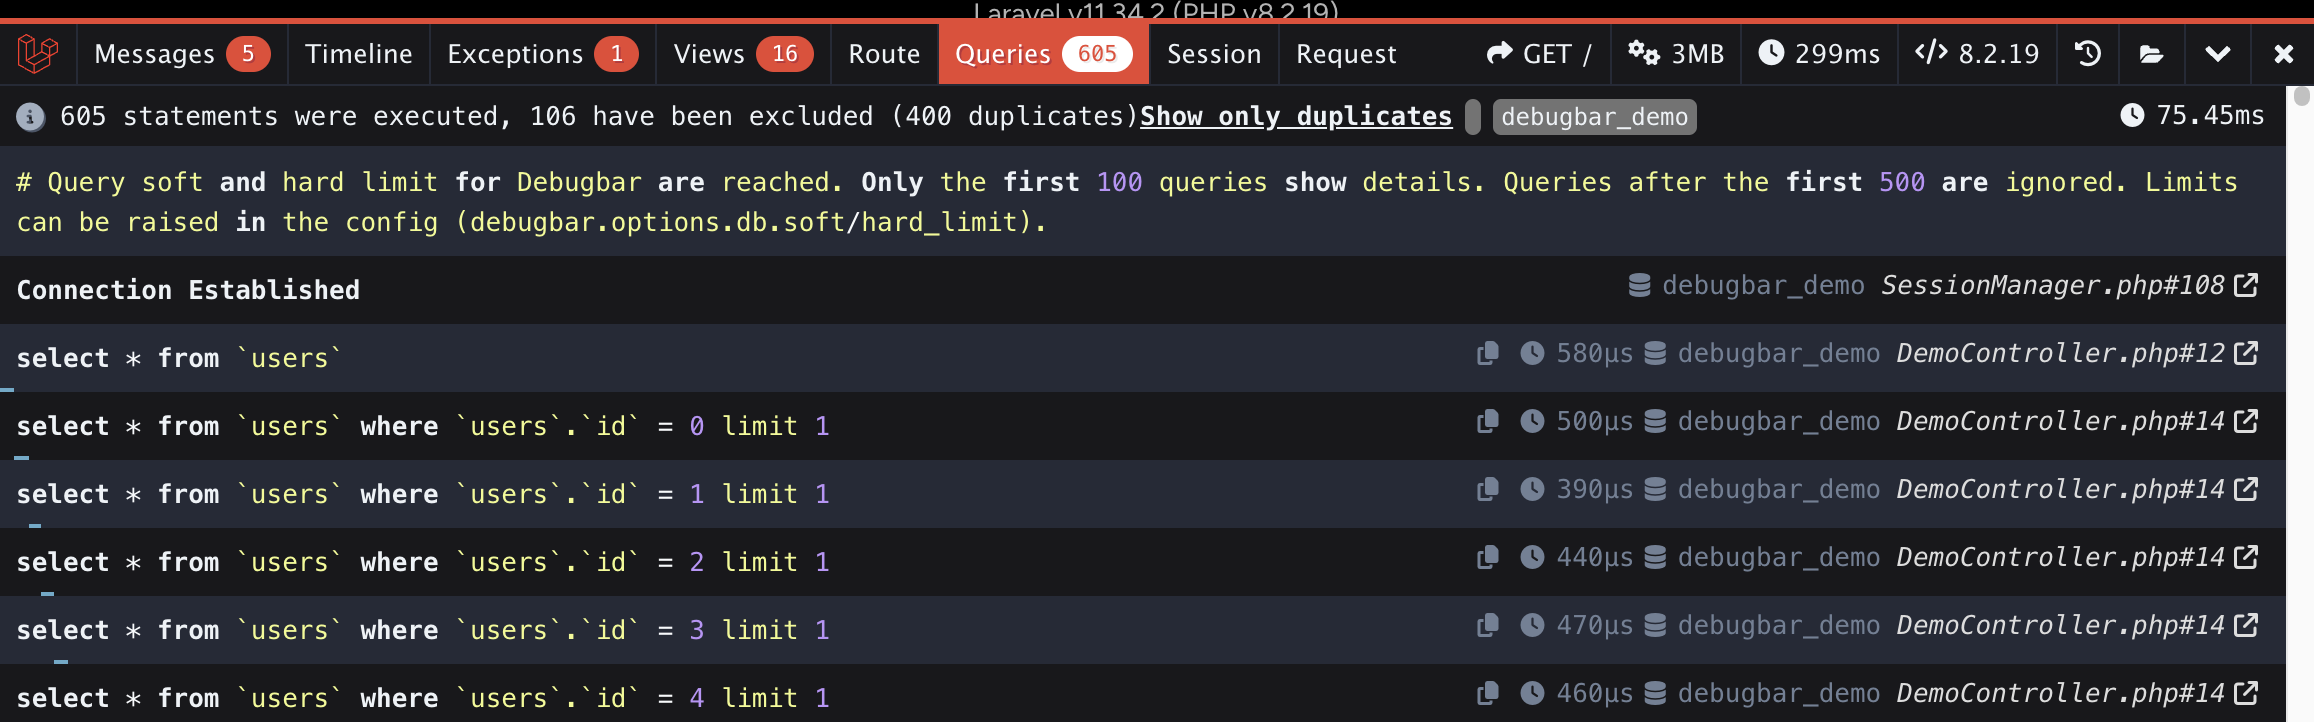 Laravel v11.34.2 (PHP v8.2.19)
Messages 5 Timeline Exceptions 1 Views 16 Route Queries 605 Session Request GET / 3MB 299ms 8.2.19
605 statements were executed, 106 have been excluded (400 duplicates)Show only duplicates debugbar_demo 75.45ms
# Query soft and hard limit for Debugbar are reached. Only the first 100 queries show details. Queries after the first 500 are ignored. Limits
can be raised in the config (debugbar.options.db.soft/hard_limit).
Connection Established debugbar_demo SessionManager.php#108
select * from `users` 580μs debugbar_demo DemoController.php#12
select * from `users` where `users`.`id` = 0 limit 1 500μs debugbar_demo DemoController.php#14
select * from `users` where `users`.`id` = 1 limit 1 390μs debugbar_demo DemoController.php#14
select * from `users` where `users`.`id` = 2 limit 1 440μs debugbar_demo DemoController.php#14
select * from `users` where `users`.`id` = 3 limit 1 470μs debugbar_demo DemoController.php#14
select * from `users` where `users`.`id` = 4 limit 1 460μs debugbar_demo DemoController.php#14